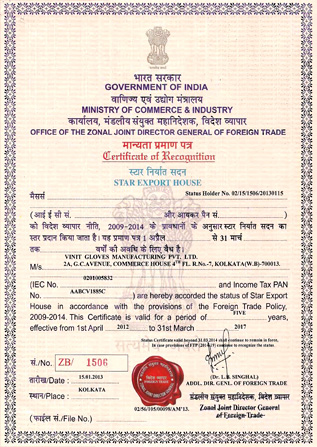 भारत सरकार
GOVERNMENT OF INDIA
वाणिज्य एवं उद्योग मंत्रालय
MINISTRY OF COMMERCE & INDUSTRY
कार्यालय, मंडलीय संयुक्त महानिदेशक, विदेश व्यापार
OFFICE OF THE ZONAL JOINT DIRECTOR GENERAL OF FOREIGN TRADE
मान्यता प्रमाण पत्र
Certificate of Recognition
स्टार निर्यात सदन
STAR EXPORT HOUSE
Status Holder No. 02/15/1506/20130115
मैसर्स
(आई ई सी सं. और आयकर पैन सं. )
को विदेश व्यापार नीति, 2009-2014 के प्रावधानों के अनुसार स्टार निर्यात सदन का
स्तर प्रदान किया जाता है। यह प्रमाण पत्र 1 अप्रैल से 31 मार्च
तक वर्षों की अवधि के लिए वैध है।
VINIT GLOVES MANUFACTURING PVT. LTD.
M/s. 2A, G.C.AVENUE, COMMERCE HOUSE 4TH FL. R.No.-7, KOLKATA(W.B)-700013.
(IEC No. 0201005832 and Income Tax PAN
No. AABCV1885C ) are hereby accorded the status of Star Export
House in accordance with the provisions of the Foreign Trade Policy,
2009-2014. This Certificate is valid for a period of FIVE years,
effective from 1st April 2012 to 31st March 2017
Status Certificate valid beyond 31.03.2014 shall continue to remain in force,
in case provisions of FTP (2014-) continue to recognise the status
सं./No. ZB/ 1506
(Dr. L.B. SINGHAL)
तारीख/Date : 15.01.2013
ADDL. DIR. GENL. OF FOREIGN TRADE
स्थान/Place : KOLKATA
मंडलीय संयुक्त महानिदेशक, विदेश व्यापार
02/56/105/00698/AM'13.
Zonal Joint Director General
of Foreign Trade
(फाईल सं./File No.)